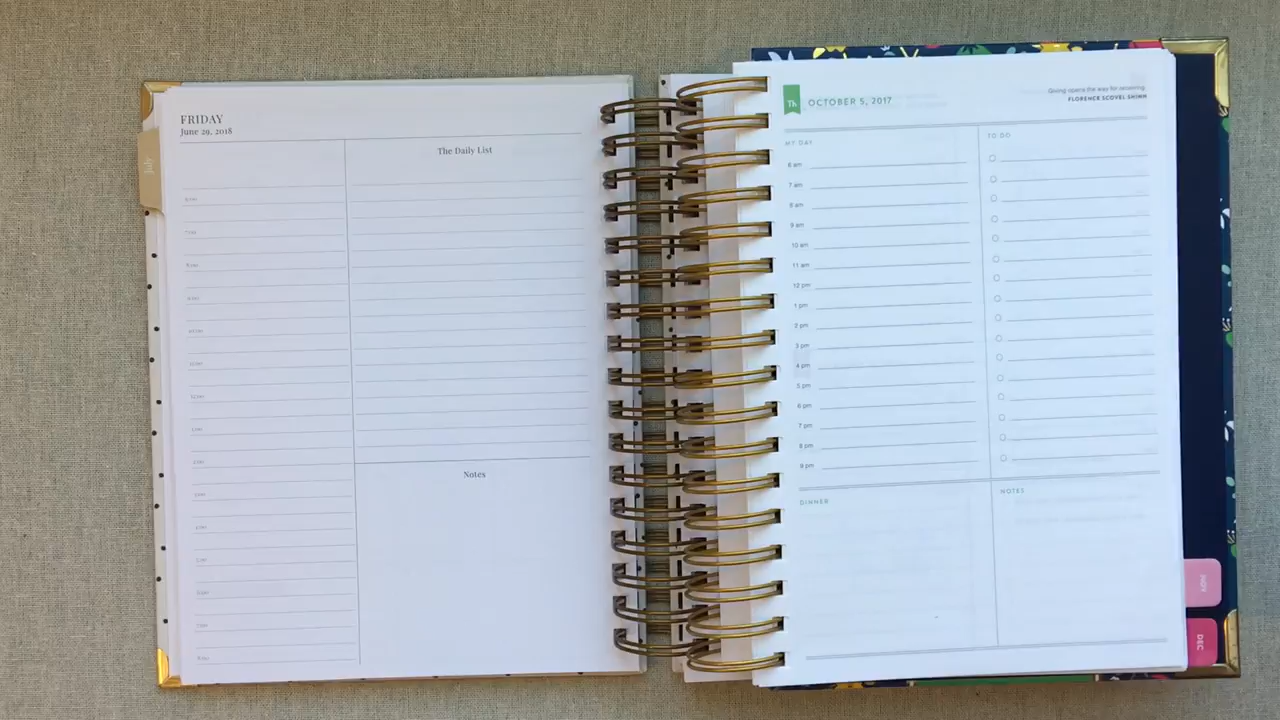 FRIDAY
June 29, 2018
July
The Daily List
Notes
Th
OCTOBER 5, 2017
Giving opens the way for receiving
FLORENCE SCOVEL SHINN
MY DAY
6 am
7 am
8 am
9 am
10 am
11 am
12 pm
1 pm
2 pm
3 pm
4 pm
5 pm
6 pm
7 pm
8 pm
9 pm
TO DO
DINNER
NOTES
NOV
DEC